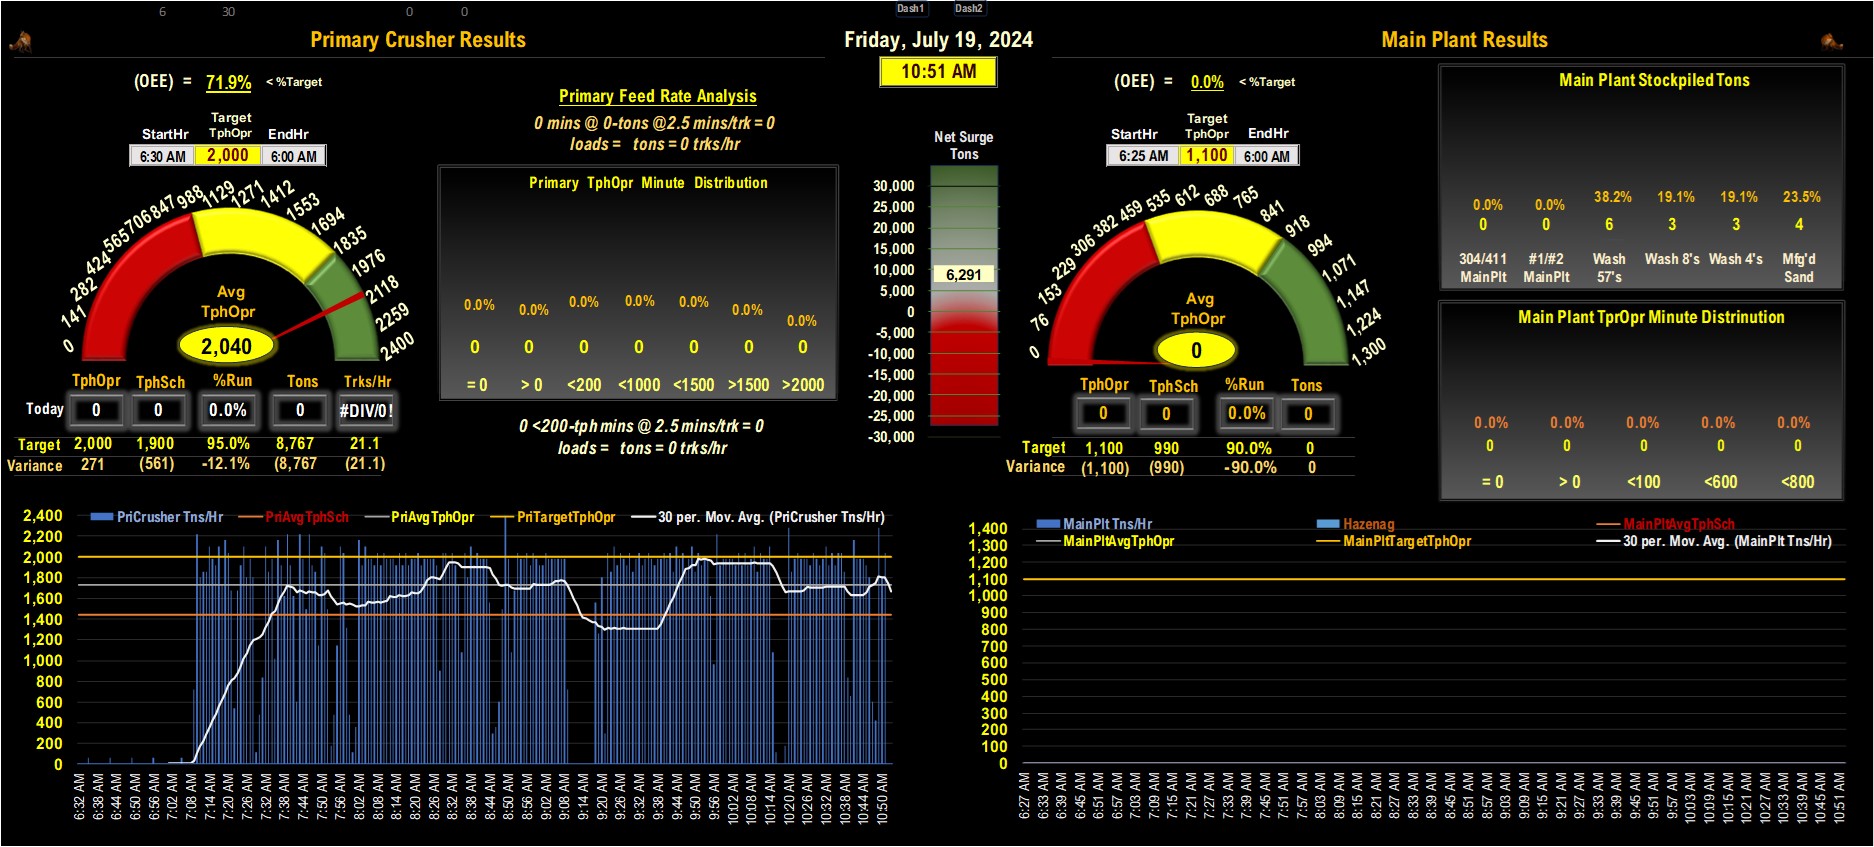 6 30 0 0 Dash1 Dash2
Primary Crusher Results
Friday, July 19, 2024
Main Plant Results
10:51 AM
(OEE) = 71.9% < %Target
Target
StartHr TphOpr EndHr
6:30 AM 2,000 6:00 AM
0 141 282 424 565 706 847 988 1129 1271 1412 1553 1694 1835 1976 2118 2259 2400
Avg
TphOpr
2,040
TphOpr TphSch %Run Tons Trks/Hr
Today 0 0 0.0% 0 #DIV/0!
Target 2,000 1,900 95.0% 8,767 21.1
Variance 271 (561) -12.1% (8,767 (21.1)
Primary Feed Rate Analysis
0 mins @ 0-tons @2.5 mins/trk = 0
loads = tons = 0 trks/hr
Primary TphOpr Minute Distribution
0.0% 0.0% 0.0% 0.0% 0.0% 0.0% 0.0%
0 0 0 0 0 0 0
= 0 > 0 <200 <1000 <1500 >1500 >2000
0 <200-tph mins @ 2.5 mins/trk = 0
loads = tons = 0 trks/hr
Net Surge
Tons
30,000
25,000
20,000
15,000
10,000
6,291
5,000
0
-5,000
-10,000
-15,000
-20,000
-25,000
-30,000
(OEE) = 0.0% < %Target
Target
StartHr TphOpr EndHr
6:25 AM 1,100 6:00 AM
0 76 153 229 306 382 459 535 612 688 765 841 918 994 1,071 1,147 1,224 1,300
Avg
TphOpr
0
TphOpr TphSch %Run Tons
0 0 0.0% 0
Target 1,100 990 90.0% 0
Variance (1,100) (990) -90.0% 0
Main Plant Stockpiled Tons
0.0% 0.0% 38.2% 19.1% 19.1% 23.5%
0 0 6 3 3 4
304/411 #1/#2 Wash Wash 8's Wash 4's Mfg'd
MainPlt MainPlt 57's Sand
Main Plant TprOpr Minute Distrinution
0.0% 0.0% 0.0% 0.0% 0.0%
0 0 0 0 0
= 0 > 0 <100 <600 <800
PriCrusher Tns/Hr PriAvgTphSch PriAvgTphOpr PriTargetTphOpr 30 per. Mov. Avg. (PriCrusher Tns/Hr)
2,400
2,200
2,000
1,800
1,600
1,400
1,200
1,000
800
600
400
200
0
6:32 AM 6:38 AM 6:44 AM 6:50 AM 6:56 AM 7:02 AM 7:08 AM 7:14 AM 7:20 AM 7:26 AM 7:32 AM 7:38 AM 7:44 AM 7:50 AM 7:56 AM 8:02 AM 8:08 AM 8:14 AM 8:20 AM 8:26 AM 8:32 AM 8:38 AM 8:44 AM 8:50 AM 8:56 AM 9:02 AM 9:08 AM 9:14 AM 9:20 AM 9:26 AM 9:32 AM 9:38 AM 9:44 AM 9:50 AM 9:56 AM 10:02 AM 10:08 AM 10:14 AM 10:20 AM 10:26 AM 10:32 AM 10:38 AM 10:44 AM 10:50 AM
MainPlt Tns/Hr Hazenag MainPltAvgTphSch
MainPltAvgTphOpr MainPltTargetTphOpr 30 per. Mov. Avg. (MainPlt Tns/Hr)
1,400
1,300
1,200
1,100
1,000
900
800
700
600
500
400
300
200
100
0
6:27 AM 6:33 AM 6:39 AM 6:45 AM 6:51 AM 6:57 AM 7:03 AM 7:09 AM 7:15 AM 7:21 AM 7:27 AM 7:33 AM 7:39 AM 7:45 AM 7:51 AM 7:57 AM 8:03 AM 8:09 AM 8:15 AM 8:21 AM 8:27 AM 8:33 AM 8:39 AM 8:45 AM 8:51 AM 8:57 AM 9:03 AM 9:09 AM 9:15 AM 9:21 AM 9:27 AM 9:33 AM 9:39 AM 9:45 AM 9:51 AM 9:57 AM 10:03 AM 10:09 AM 10:15 AM 10:21 AM 10:27 AM 10:33 AM 10:39 AM 10:45 AM 10:51 AM